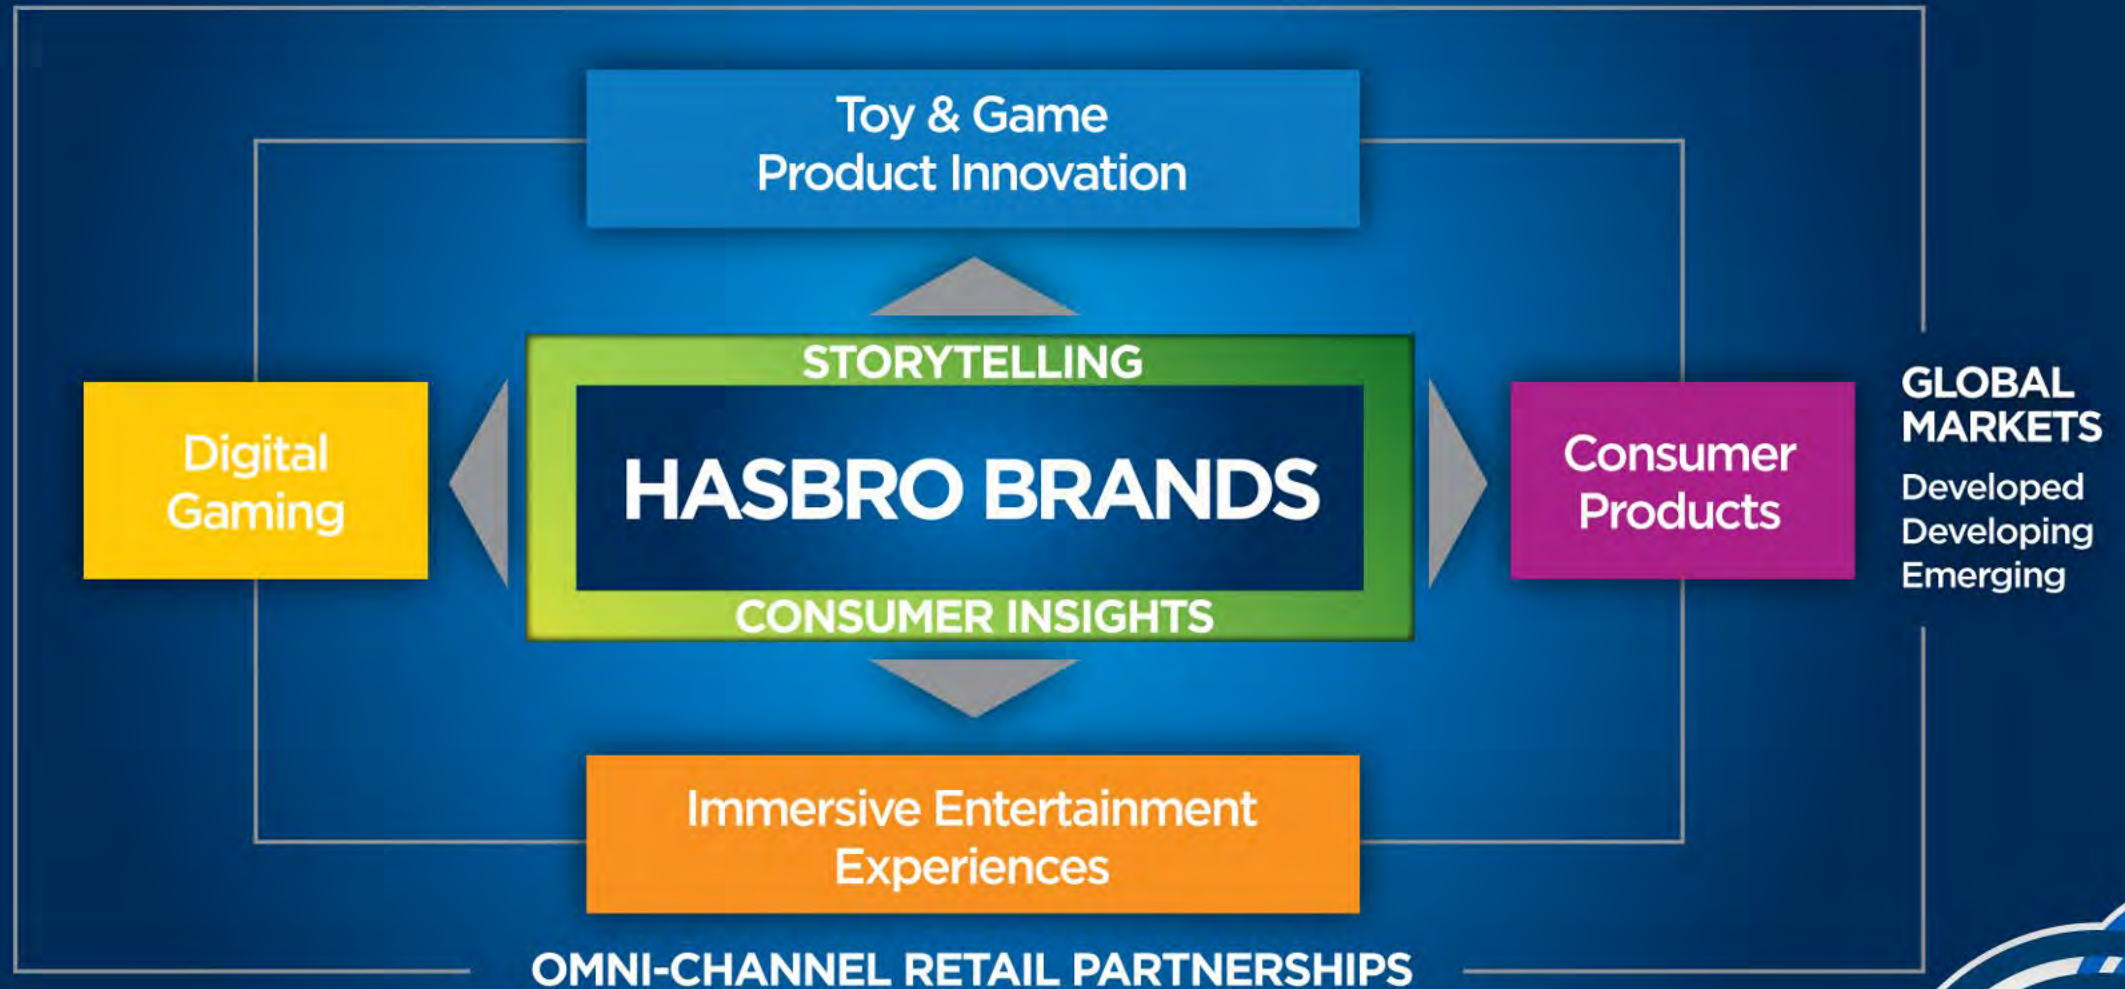 Toy & Game
Product Innovation
STORYTELLING
HASBRO BRANDS
CONSUMER INSIGHTS
Digital
Gaming
Consumer
Products
GLOBAL
MARKETS
Developed
Developing
Emerging
Immersive Entertainment
Experiences
OMNI-CHANNEL RETAIL PARTNERSHIPS